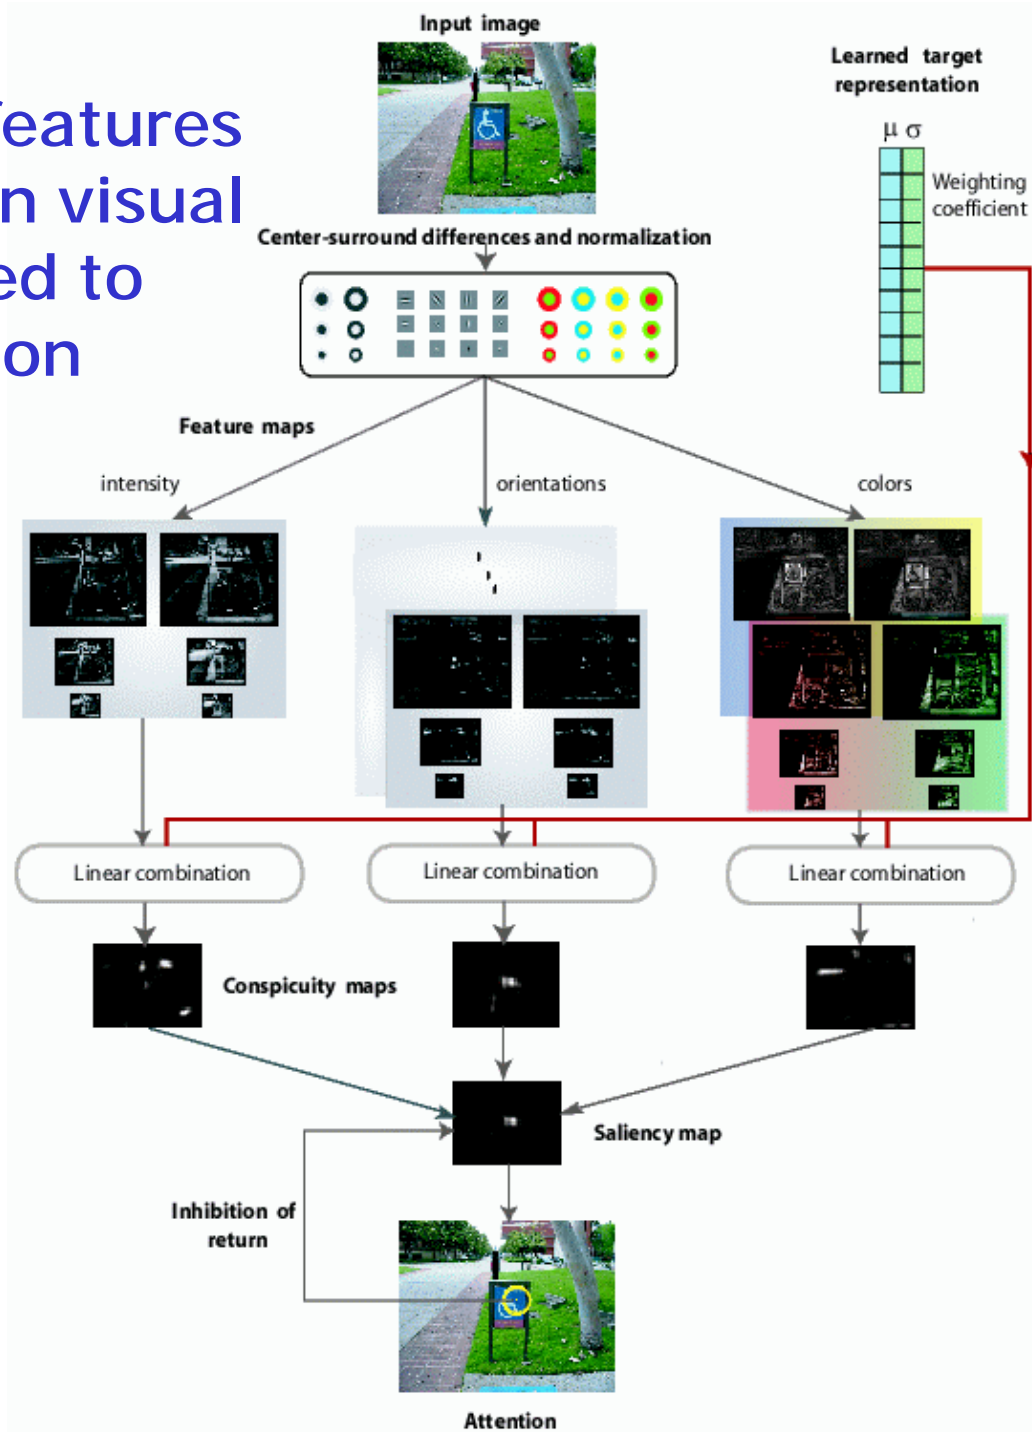 Input image
Learned target
representation
features
n visual
ed to
on
μ σ
Weighting
coefficient
Center-surround differences and normalization
Feature maps
intensity
orientations
colors
Linear combination
Linear combination
Linear combination
Conspicuity maps
Saliency map
Inhibition of
return
Attention